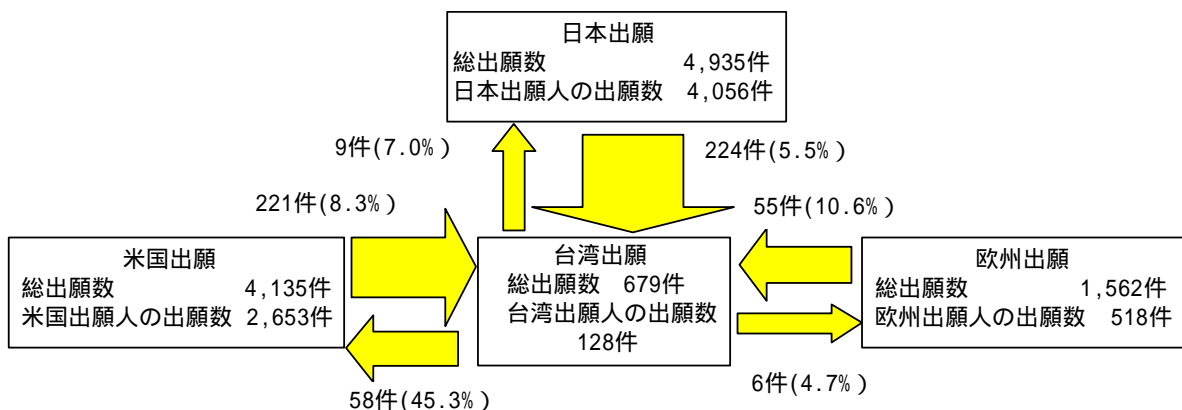 日本出願
総出願数 4,935件
日本出願人の出願数 4,056件
9件(7.0%)
224件(5.5%)
221件(8.3%)
55件(10.6%)
米国出願
総出願数 4,135件
米国出願人の出願数 2,653件
台湾出願
総出願数 679件
台湾出願人の出願数
128件
欧州出願
総出願数 1,562件
欧州出願人の出願数 518件
58件(45.3%)
6件(4.7%)